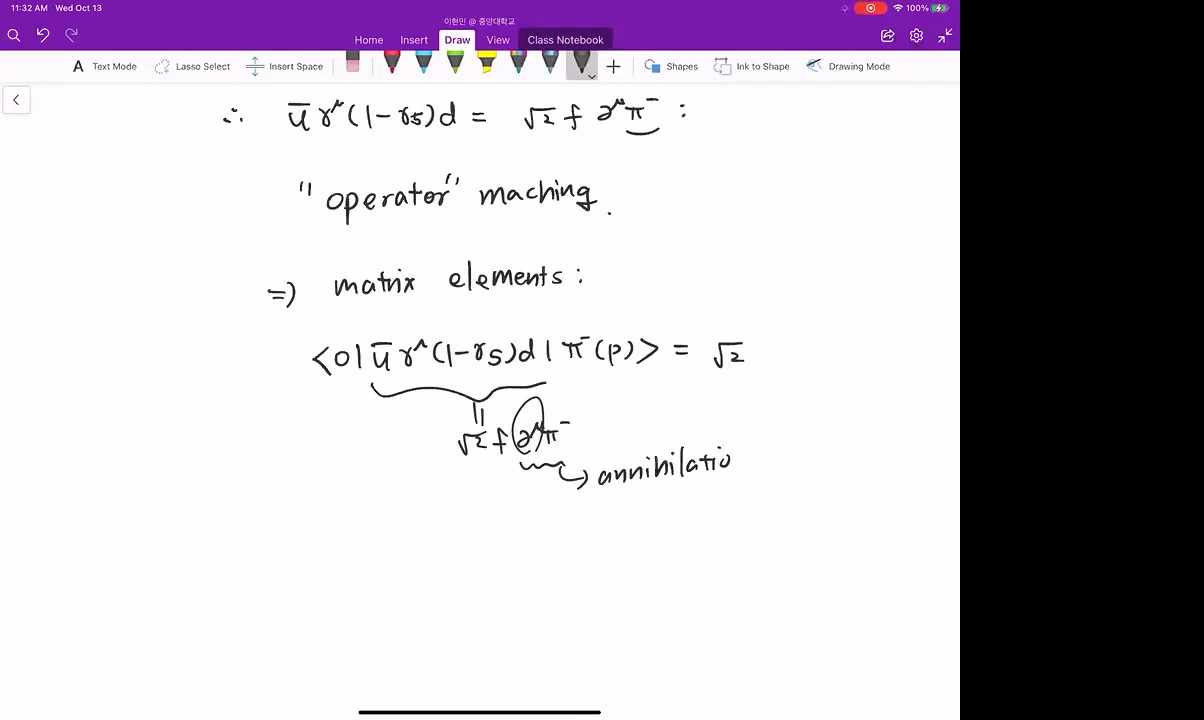 11:32 AM Wed Oct 13
100%
이현민 @ 중앙대학교
Home Insert Draw View Class Notebook
Text Mode Lasso Select Insert Space Shapes Ink to Shape Drawing Mode
∴ ū γ^μ (1-γ5) d = √2 f ∂^μ π^- :
"operator" maching.
=) matrix elements:
<0| ū γ^μ (1-γ5) d | π^-(p)> = √2
||
√2 f ∂^μ π^-
↪ annihilatio